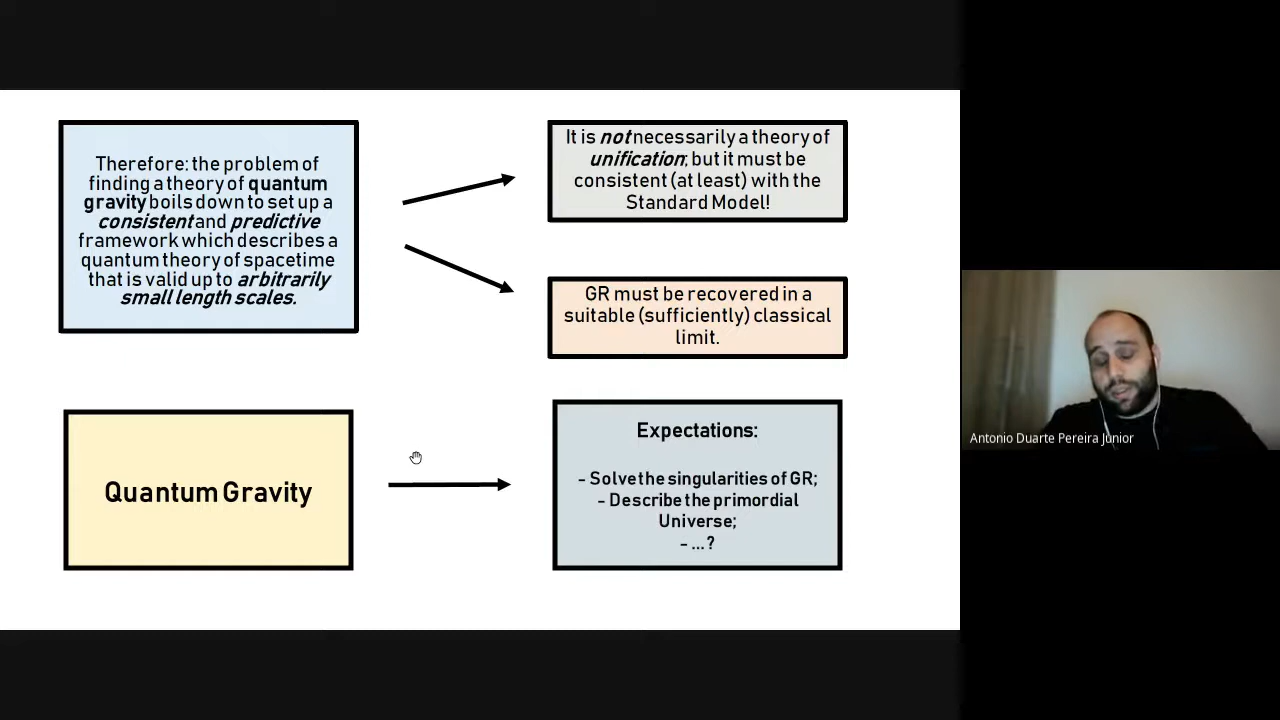 Therefore: the problem of
finding a theory of quantum
gravity boils down to set up a
consistent and predictive
framework which describes a
quantum theory of spacetime
that is valid up to arbitrarily
small length scales.
It is not necessarily a theory of
unification; but it must be
consistent (at least) with the
Standard Model!
GR must be recovered in a
suitable (sufficiently) classical
limit.
Quantum Gravity
Expectations:
- Solve the singularities of GR;
- Describe the primordial
Universe;
- ...?
Antonio Duarte Pereira Junior